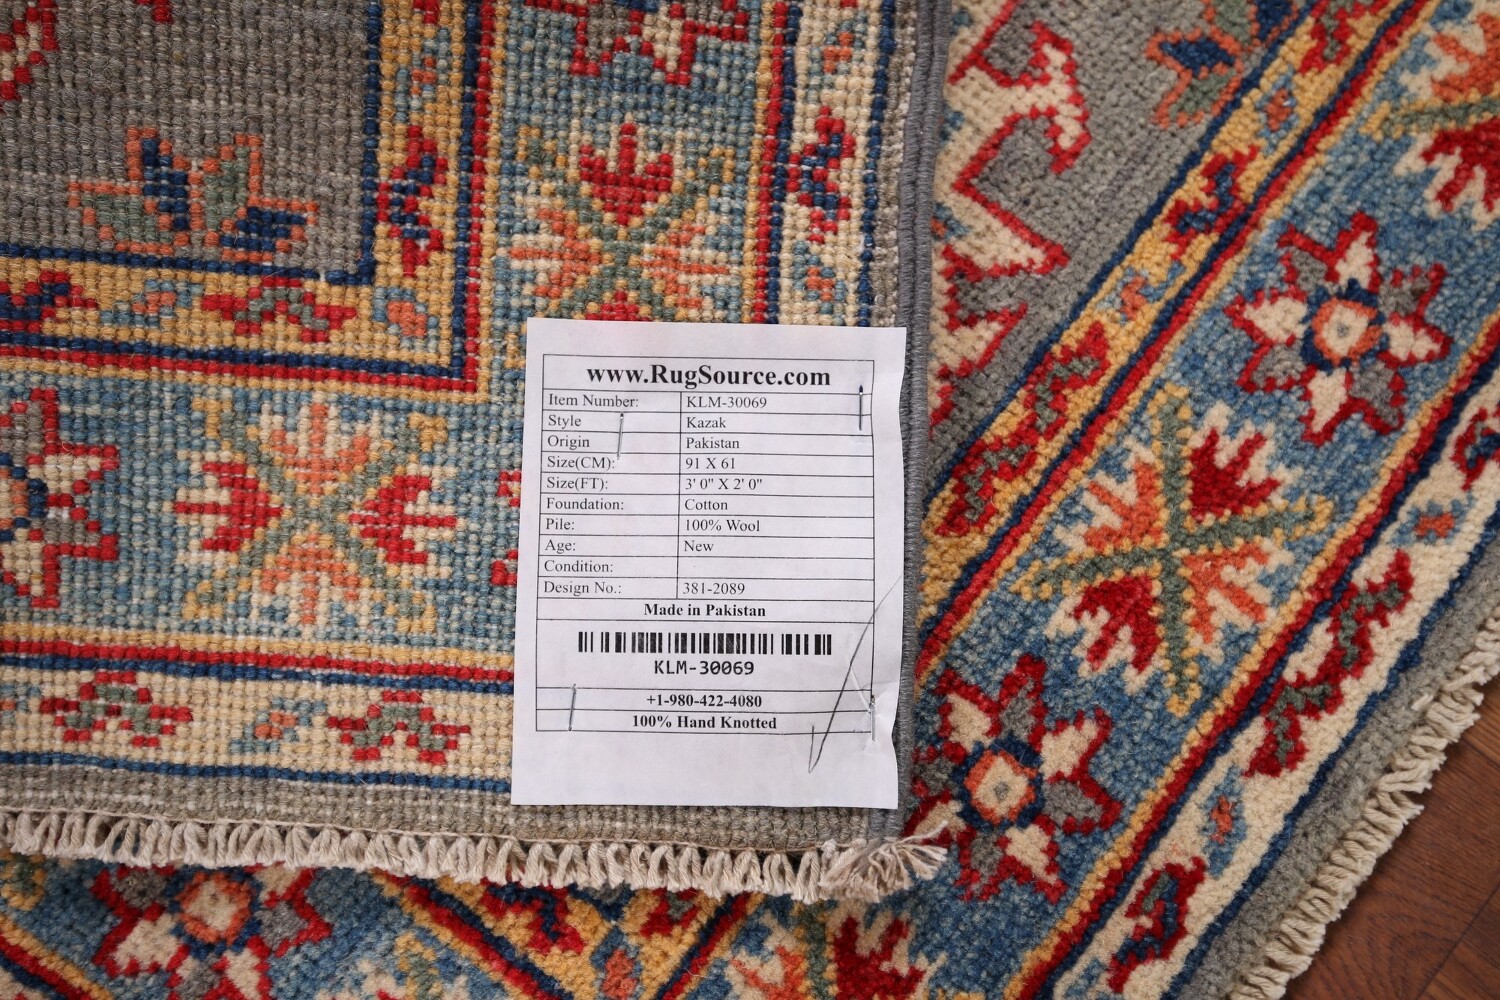 www.RugSource.com
Item Number: KLM-30069
Style Kazak
Origin Pakistan
Size(CM): 91 X 61
Size(FT): 3' 0" X 2' 0"
Foundation: Cotton
Pile: 100% Wool
Age: New
Condition:
Design No.: 381-2089
Made in Pakistan
KLM-30069
+1-980-422-4080
100% Hand Knotted